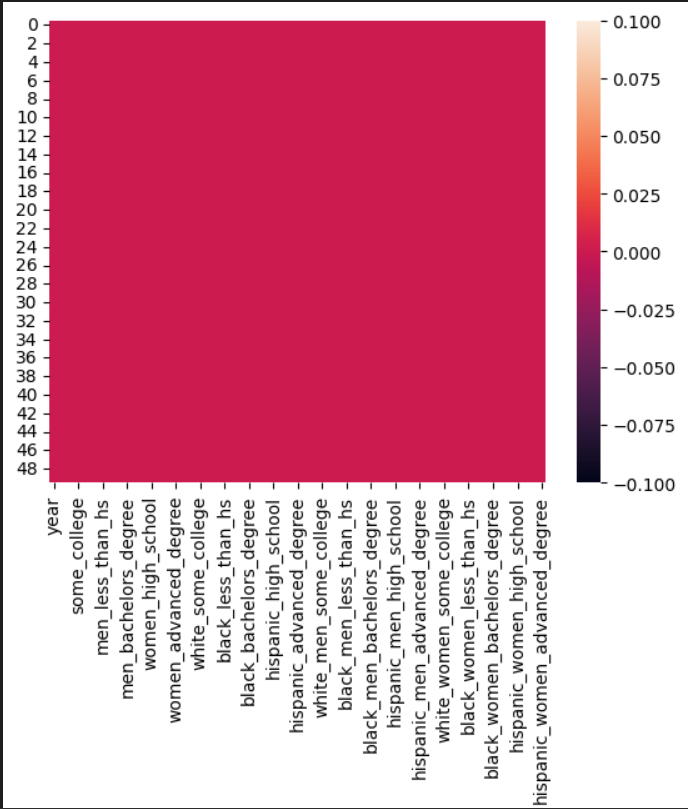 0
2
4
6
8
10
12
14
16
18
20
22
24
26
28
30
32
34
36
38
40
42
44
46
48
year
some_college
men_less_than_hs
men_bachelors_degree
women_high_school
women_advanced_degree
white_some_college
black_less_than_hs
black_bachelors_degree
hispanic_high_school
hispanic_advanced_degree
white_men_some_college
black_men_less_than_hs
black_men_bachelors_degree
hispanic_men_high_school
hispanic_men_advanced_degree
white_women_some_college
black_women_less_than_hs
black_women_bachelors_degree
hispanic_women_high_school
hispanic_women_advanced_degree
0.100
0.075
0.050
0.025
0.000
−0.025
−0.050
−0.075
−0.100